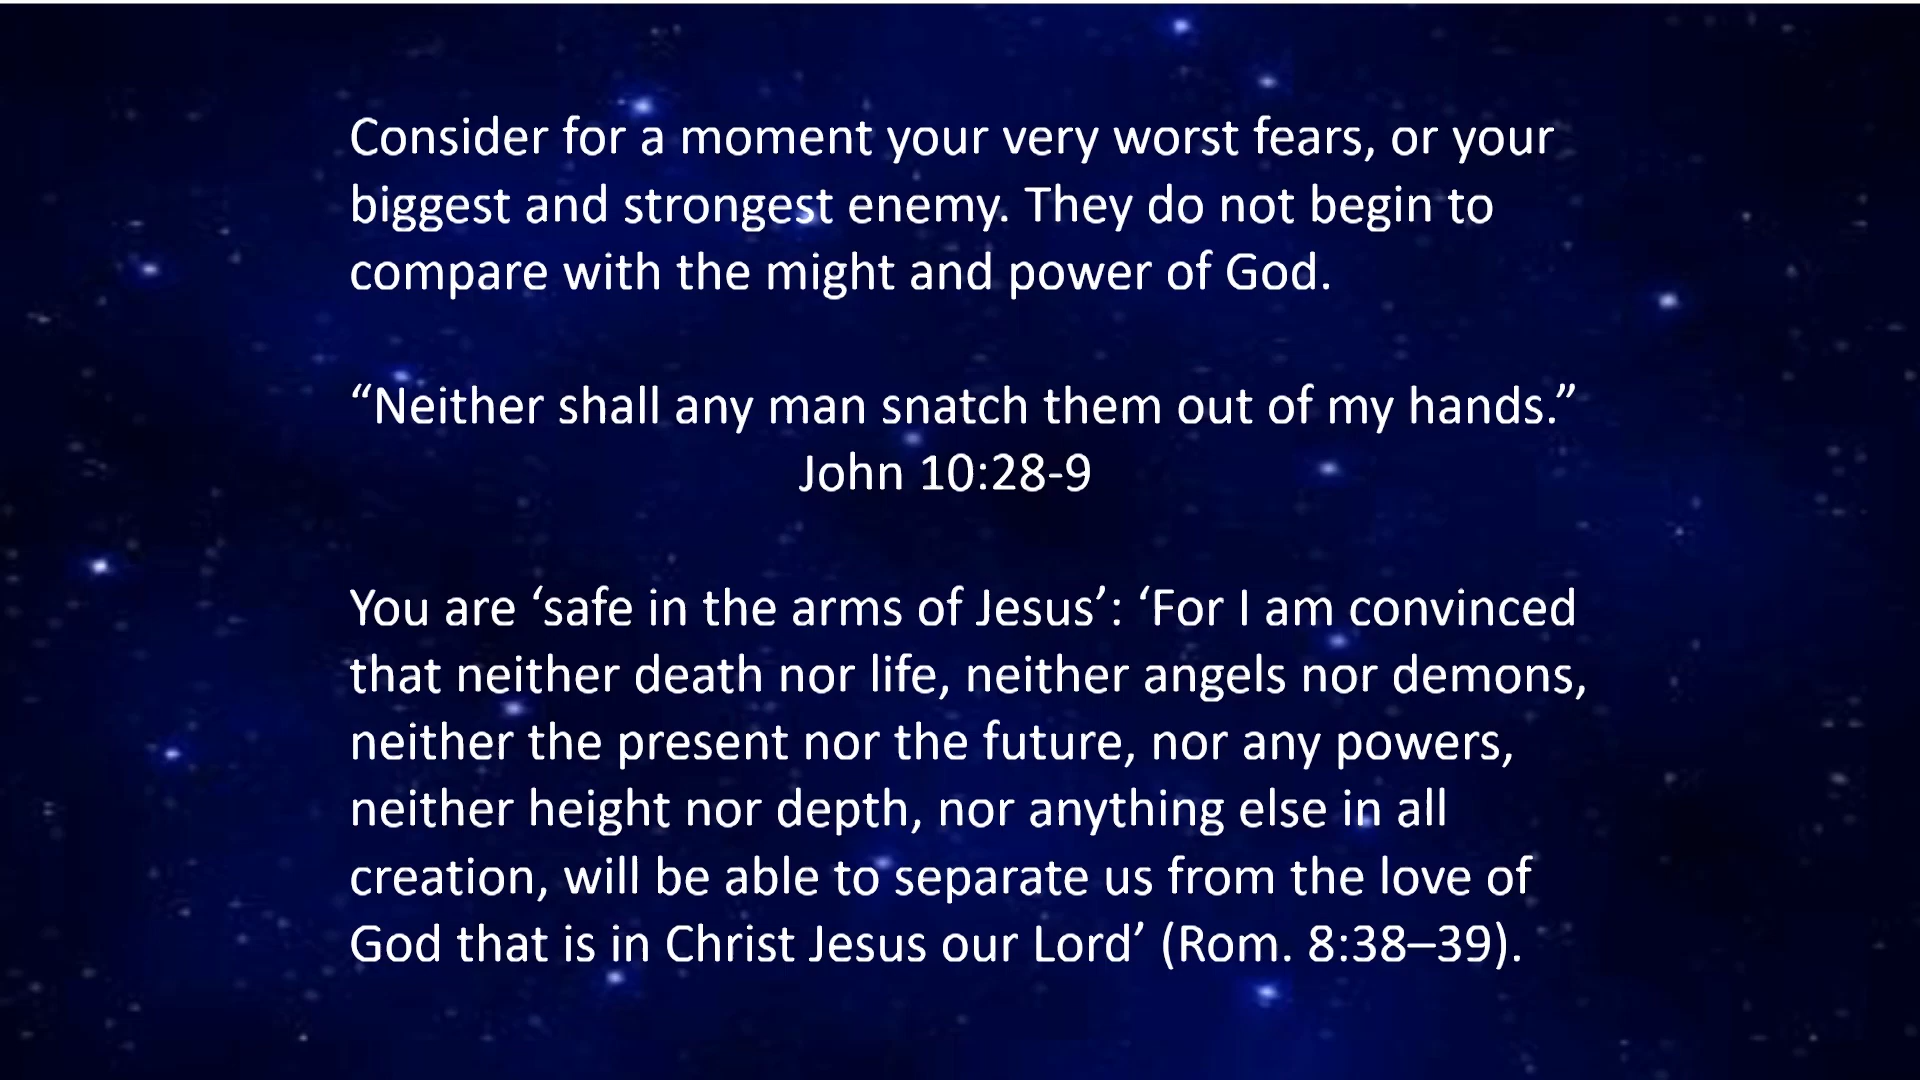 Consider for a moment your very worst fears, or your
biggest and strongest enemy. They do not begin to
compare with the might and power of God.
“Neither shall any man snatch them out of my hands.”
John 10:28-9
You are ‘safe in the arms of Jesus’: ‘For I am convinced
that neither death nor life, neither angels nor demons,
neither the present nor the future, nor any powers,
neither height nor depth, nor anything else in all
creation, will be able to separate us from the love of
God that is in Christ Jesus our Lord’ (Rom. 8:38–39).